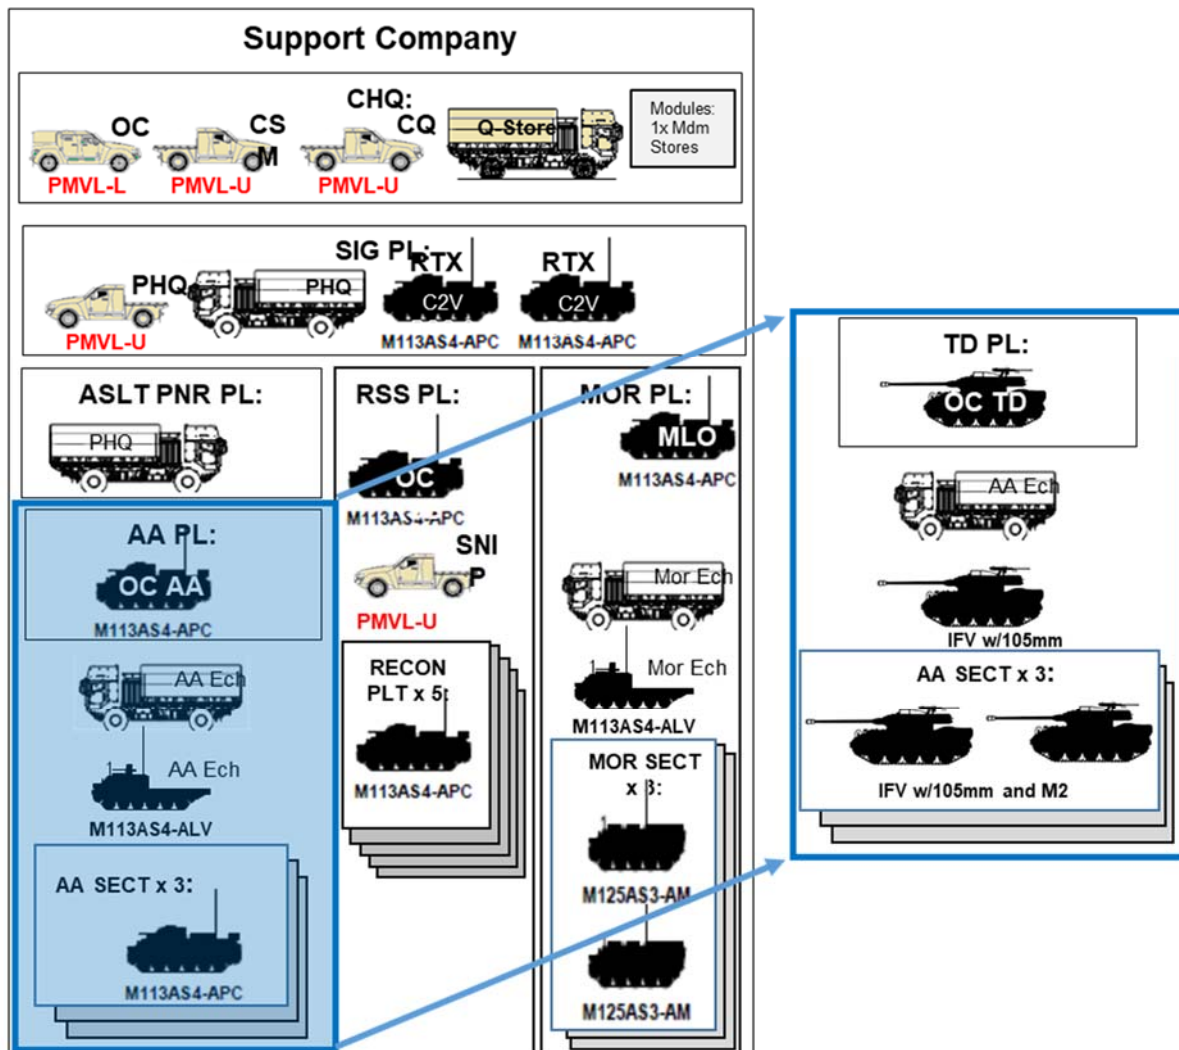 Support Company
CHQ:
OC
CS
M
CQ
Q-Store
PMVL-L
PMVL-U
PMVL-U
Modules:
1x Mdm
Stores
SIG PL:
PHQ
PHQ
RTX
RTX
C2V
C2V
PMVL-U
M113AS4-APC
M113AS4-APC
ASLT PNR PL:
PHQ
AA PL:
OC AA
M113AS4-APC
AA Ech
AA Ech
M113AS4-ALV
AA SECT x 3:
M113AS4-APC
RSS PL:
OC
M113AS4-APC
SNI
P
PMVL-U
RECON
PLT x 5:
M113AS4-APC
MOR PL:
MLO
M113AS4-APC
Mor Ech
Mor Ech
M113AS4-ALV
MOR SECT
x 3:
M125AS3-AM
M125AS3-AM
TD PL:
OC TD
AA Ech
IFV w/105mm
AA SECT x 3:
IFV w/105mm and M2